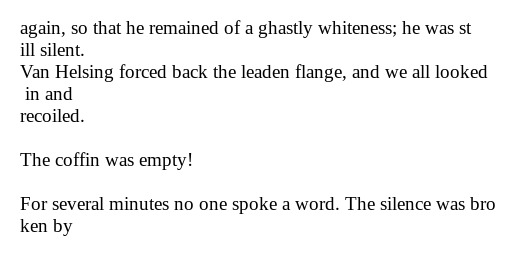 again, so that he remained of a ghastly whiteness; he was st
ill silent.
Van Helsing forced back the leaden flange, and we all looked
in and
recoiled.
The coffin was empty!
For several minutes no one spoke a word. The silence was bro
ken by